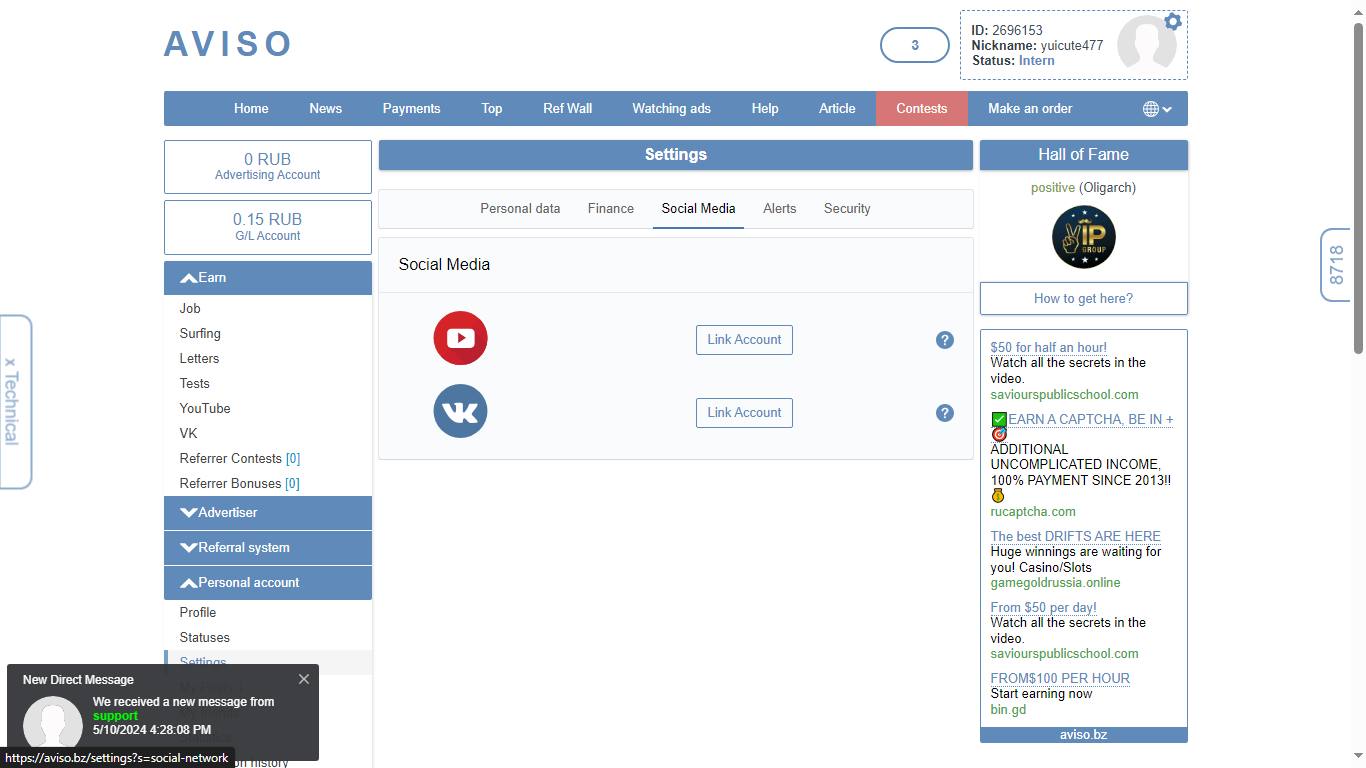 AVISO
3
ID: 2696153
Nickname: yuicute477
Status: Intern
Home
News
Payments
Top
Ref Wall
Watching ads
Help
Article
Contests
Make an order
0 RUB
Advertising Account
0.15 RUB
G/L Account
Earn
Job
Surfing
Letters
Tests
YouTube
VK
Referrer Contests [0]
Referrer Bonuses [0]
Advertiser
Referral system
Personal account
Profile
Statuses
Settings
Settings
Personal data
Finance
Social Media
Alerts
Security
Social Media
Link Account
?
Link Account
?
Hall of Fame
positive (Oligarch)
VIP
GROUP
How to get here?
$50 for half an hour!
Watch all the secrets in the
video.
saviourspublicschool.com
EARN A CAPTCHA, BE IN +
ADDITIONAL
UNCOMPLICATED INCOME,
100% PAYMENT SINCE 2013!!
rucaptcha.com
The best DRIFTS ARE HERE
Huge winnings are waiting for
you! Casino/Slots
gamegoldrussia.online
From $50 per day!
Watch all the secrets in the
video.
saviourspublicschool.com
FROM$100 PER HOUR
Start earning now
bin.gd
aviso.bz
8718
x Technical
New Direct Message
We received a new message from
support
5/10/2024 4:28:08 PM
https://aviso.bz/settings?s=social-network
history